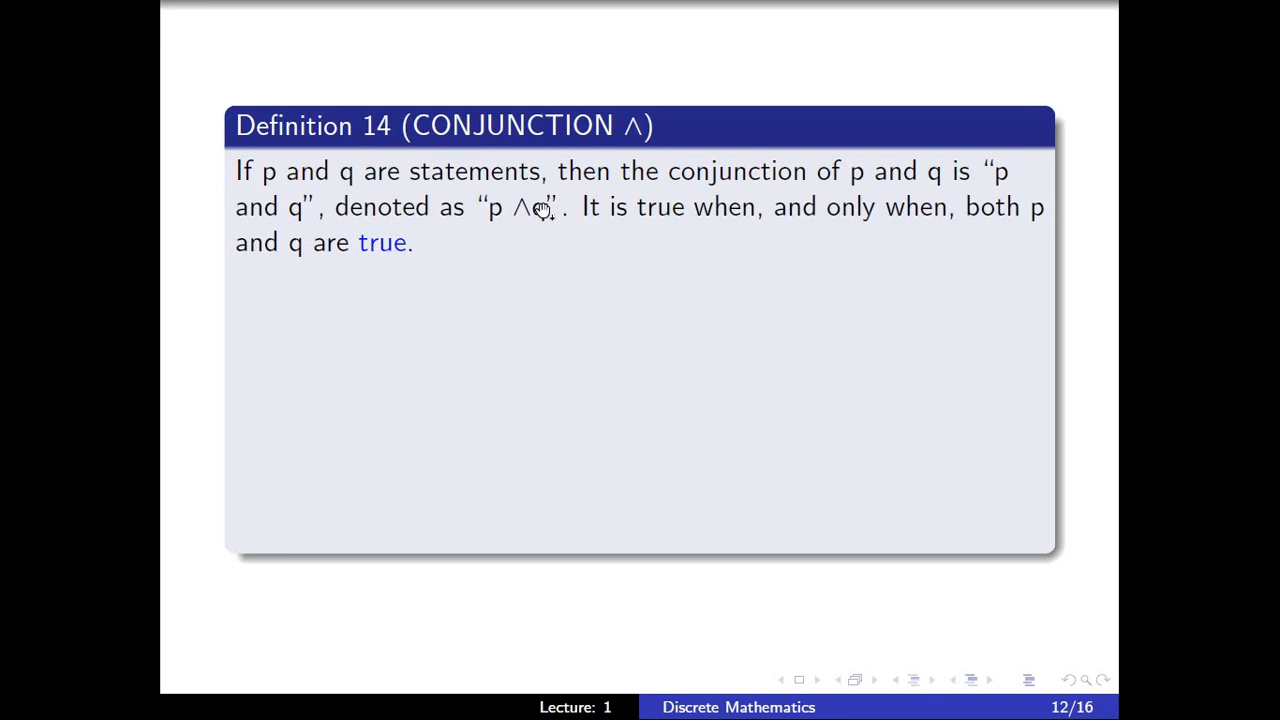 Definition 14 (CONJUNCTION ∧)
If p and q are statements, then the conjunction of p and q is “p
and q”, denoted as “p ∧q”. It is true when, and only when, both p
and q are true.
Lecture: 1
Discrete Mathematics
12/16